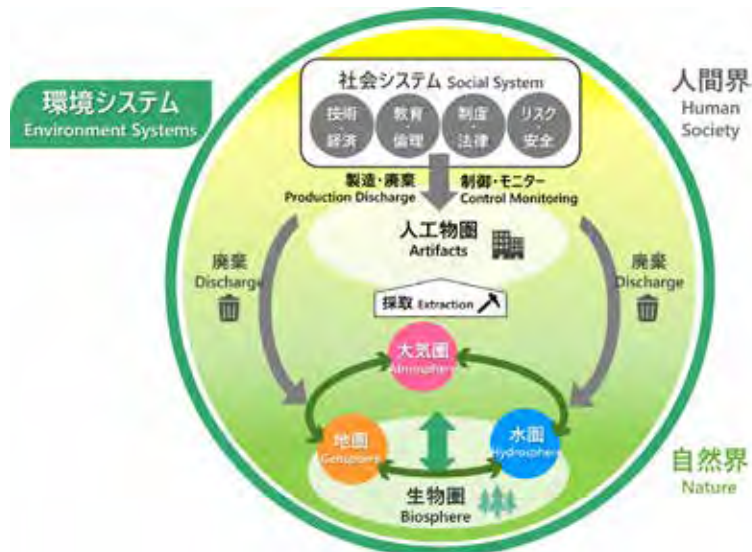 環境システム
Environment Systems
社会システム Social System
技術・経済
教育・倫理
制度・法律
リスク・安全
人間界
Human
Society
製造・廃棄
Production Discharge
制御・モニター
Control Monitoring
人工物圏
Artifacts
廃棄
Discharge
廃棄
Discharge
採取 Extraction
大気圏
Atmosphere
地圏
Geosphere
水圏
Hydrosphere
生物圏
Biosphere
自然界
Nature